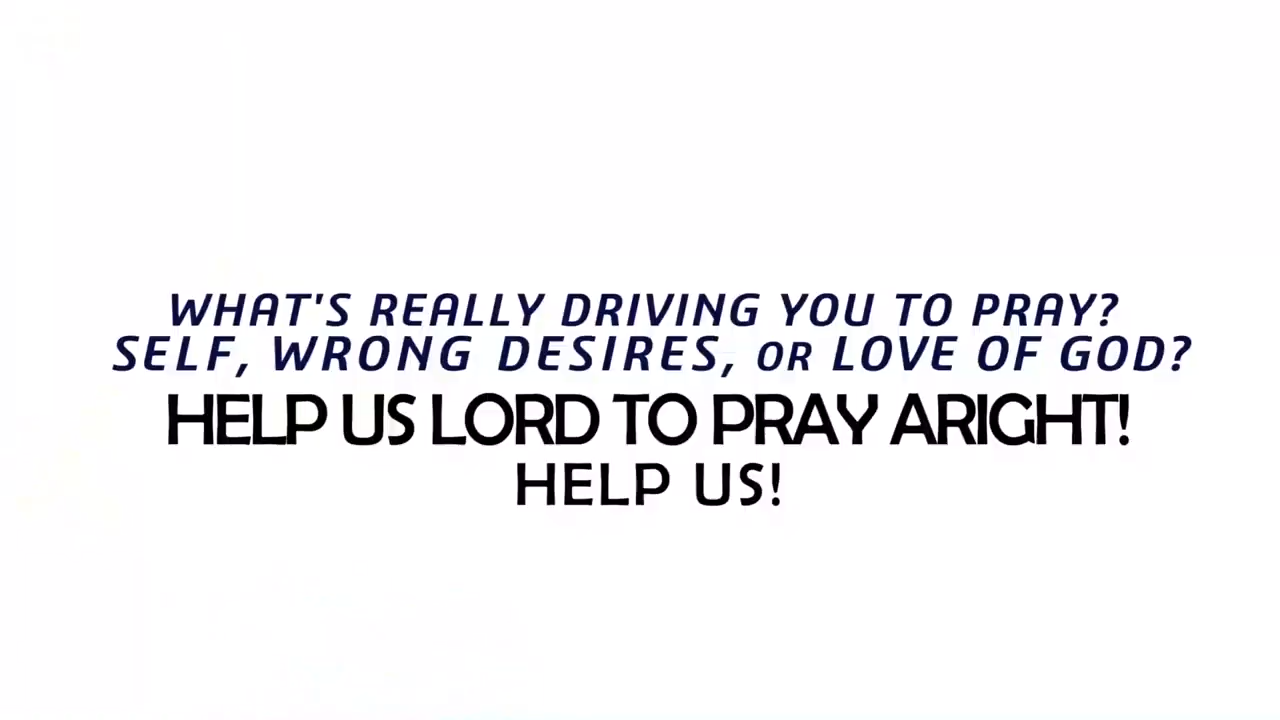 WHAT'S REALLY DRIVING YOU TO PRAY?
SELF, WRONG DESIRES, OR LOVE OF GOD?
HELP US LORD TO PRAY ARIGHT!
HELP US!